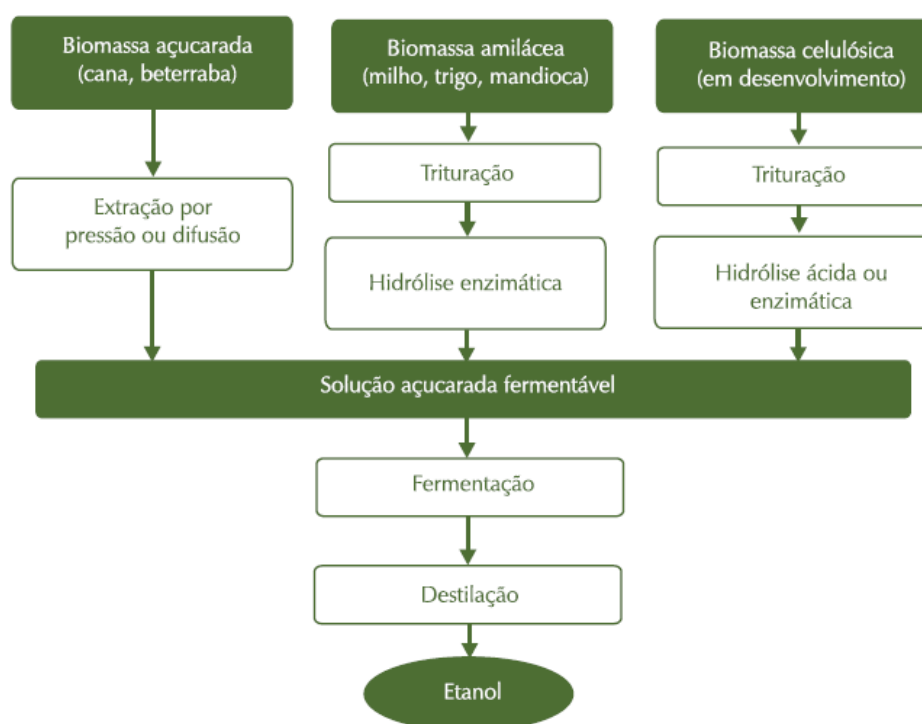 Biomassa açucarada
(cana, beterraba)
Biomassa amilácea
(milho, trigo, mandioca)
Biomassa celulósica
(em desenvolvimento)
Extração por
pressão ou difusão
Trituração
Trituração
Hidrólise enzimática
Hidrólise ácida ou
enzimática
Solução açucarada fermentável
Fermentação
Destilação
Etanol